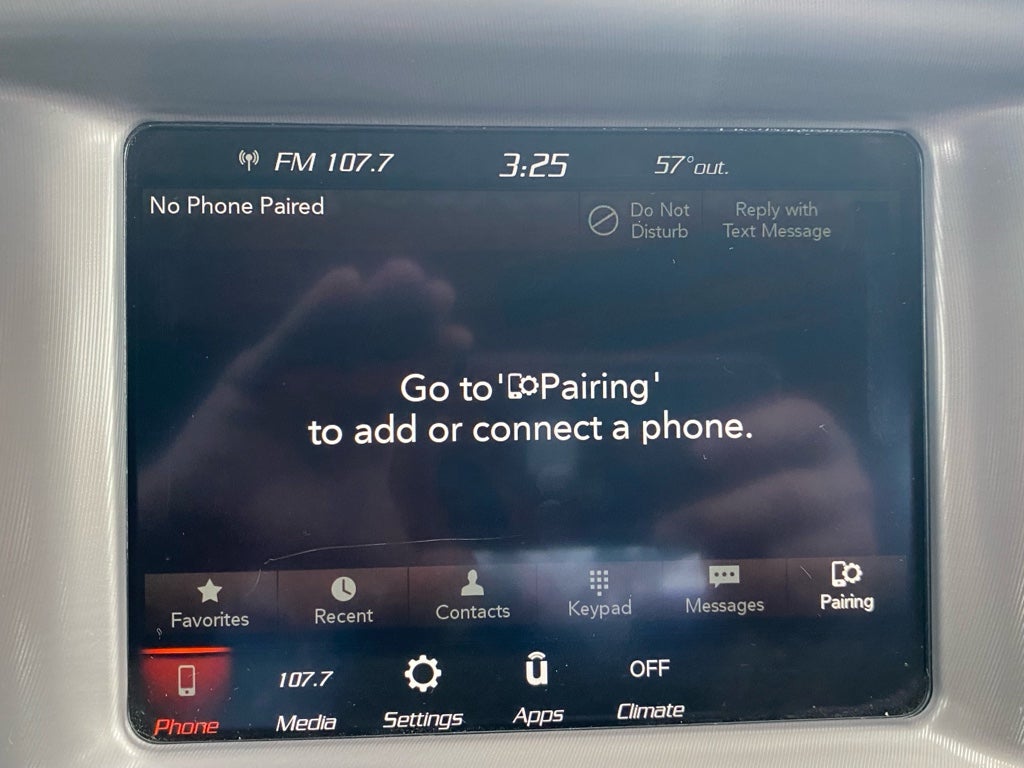 FM 107.7 3:25 57°out.
No Phone Paired
Do Not
Disturb
Reply with
Text Message
Go to 'Pairing'
to add or connect a phone.
Favorites Recent Contacts Keypad Messages Pairing
107.7 OFF
Phone Media Settings Apps Climate